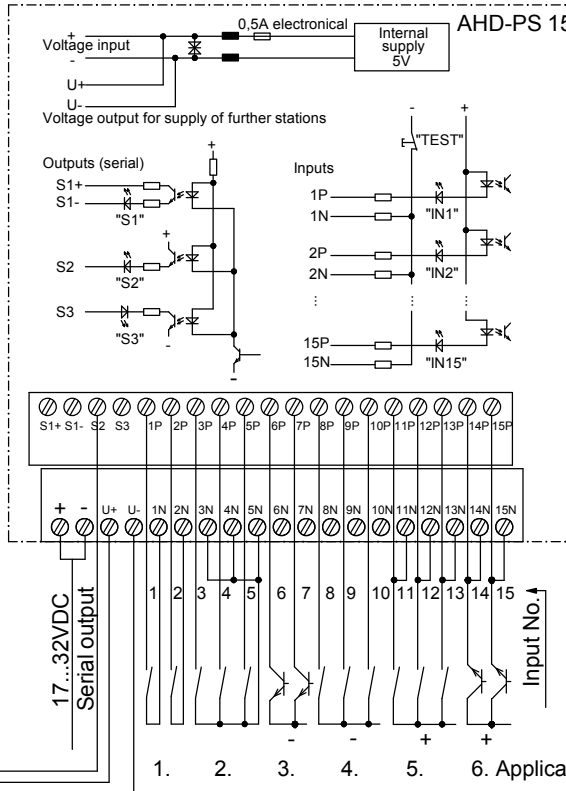 AHD-PS 15
+
Voltage input
-
0,5A electronical
Internal
supply
5V
U+
U-
Voltage output for supply of further stations
Outputs (serial)
+
S1+
S1-
"S1"
+
S2
"S2"
S3
"S3"
-
-
Inputs
- +
"TEST"
1P
1N
"IN1"
2P
2N
"IN2"
15P
15N
"IN15"
S1+ S1- S2 S3 1P 2P 3P 4P 5P 6P 7P 8P 9P 10P 11P 12P 13P 14P 15P
+ - U+ U- 1N 2N 3N 4N 5N 6N 7N 8N 9N 10N 11N 12N 13N 14N 15N
1 2 3 4 5 6 7 8 9 10 11 12 13 14 15
17...32VDC
Serial output
Input No.
- - + +
1. 2. 3. 4. 5. 6. Applica